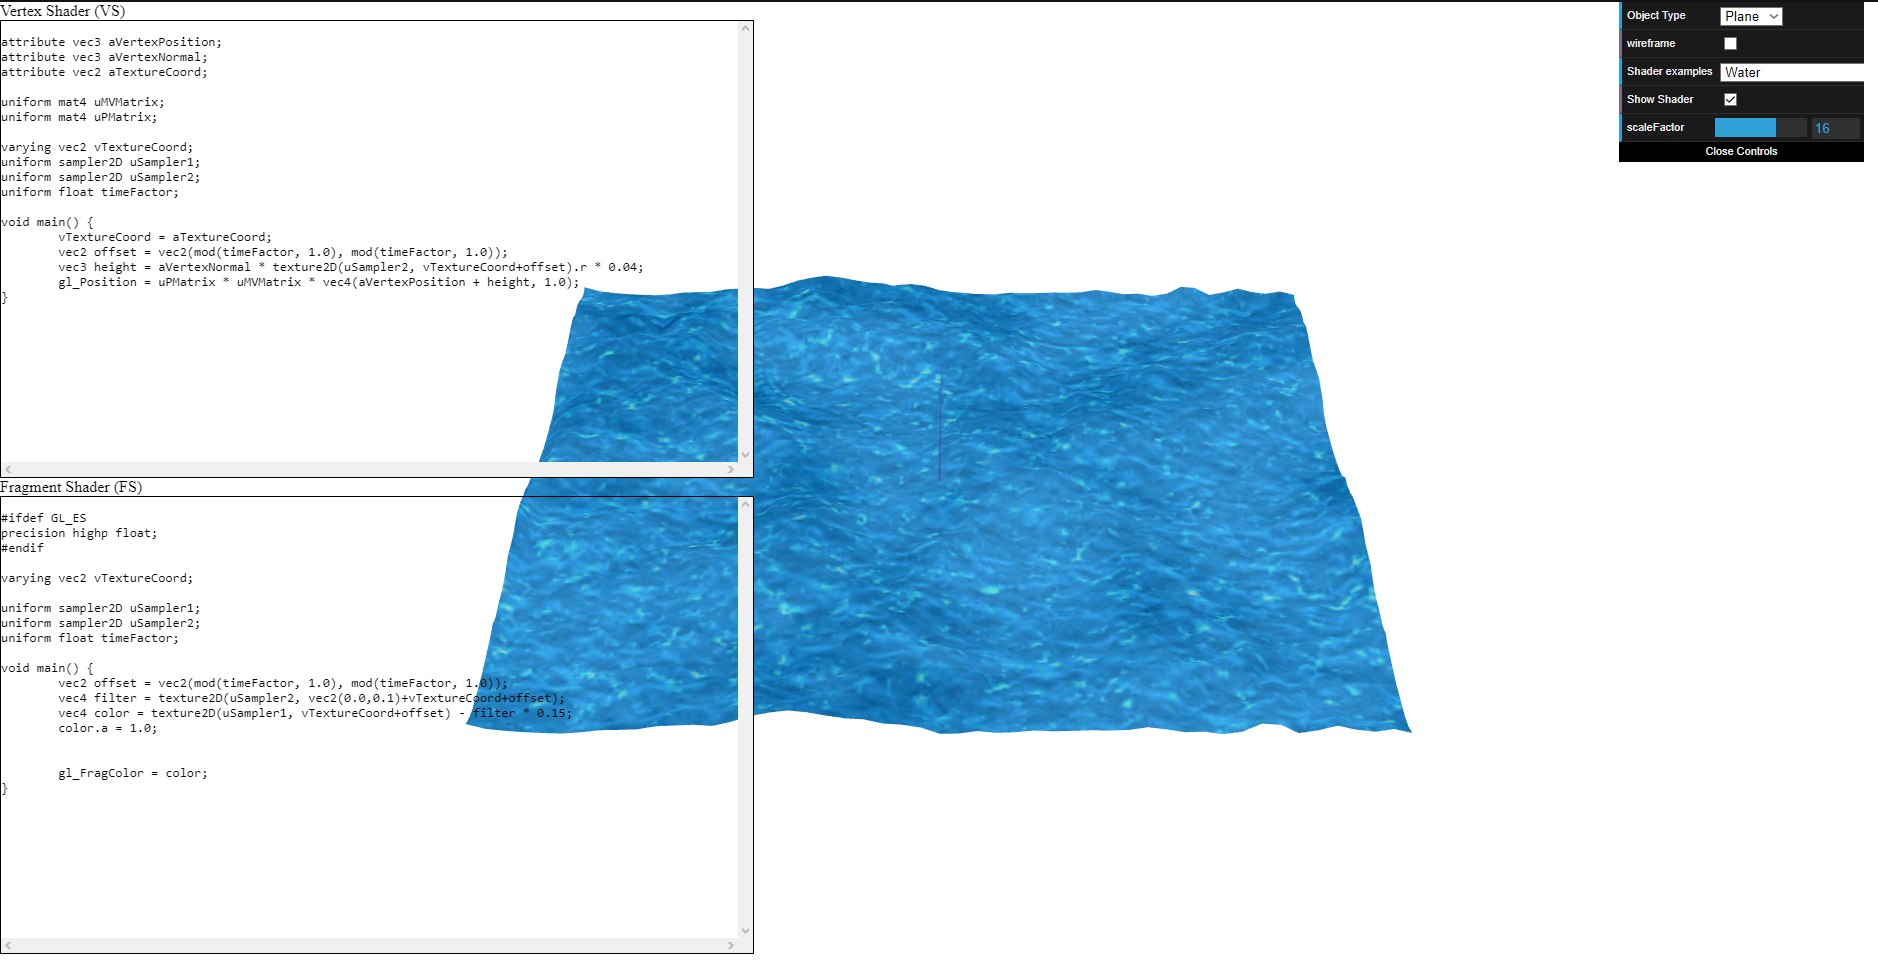 Vertex Shader (VS)
attribute vec3 aVertexPosition;
attribute vec3 aVertexNormal;
attribute vec2 aTextureCoord;
uniform mat4 uMVMatrix;
uniform mat4 uPMatrix;
varying vec2 vTextureCoord;
uniform sampler2D uSampler1;
uniform sampler2D uSampler2;
uniform float timeFactor;
void main() {
vTextureCoord = aTextureCoord;
vec2 offset = vec2(mod(timeFactor, 1.0), mod(timeFactor, 1.0));
vec3 height = aVertexNormal * texture2D(uSampler2, vTextureCoord+offset).r * 0.04;
gl_Position = uPMatrix * uMVMatrix * vec4(aVertexPosition + height, 1.0);
}
Fragment Shader (FS)
#ifdef GL_ES
precision highp float;
#endif
varying vec2 vTextureCoord;
uniform sampler2D uSampler1;
uniform sampler2D uSampler2;
uniform float timeFactor;
void main() {
vec4 offset = vec2(mod(timeFactor, 1.0), mod(timeFactor, 1.0));
vec4 filter = texture2D(uSampler2, vec2(0.0,0.1)+vTextureCoord+offset);
vec4 color = texture2D(uSampler1, vTextureCoord+offset) - filter * 0.15;
color.a = 1.0;
gl_FragColor = color;
}
Object Type Plane
wireframe
Shader examples Water
Show Shader
scaleFactor 16
Close Controls